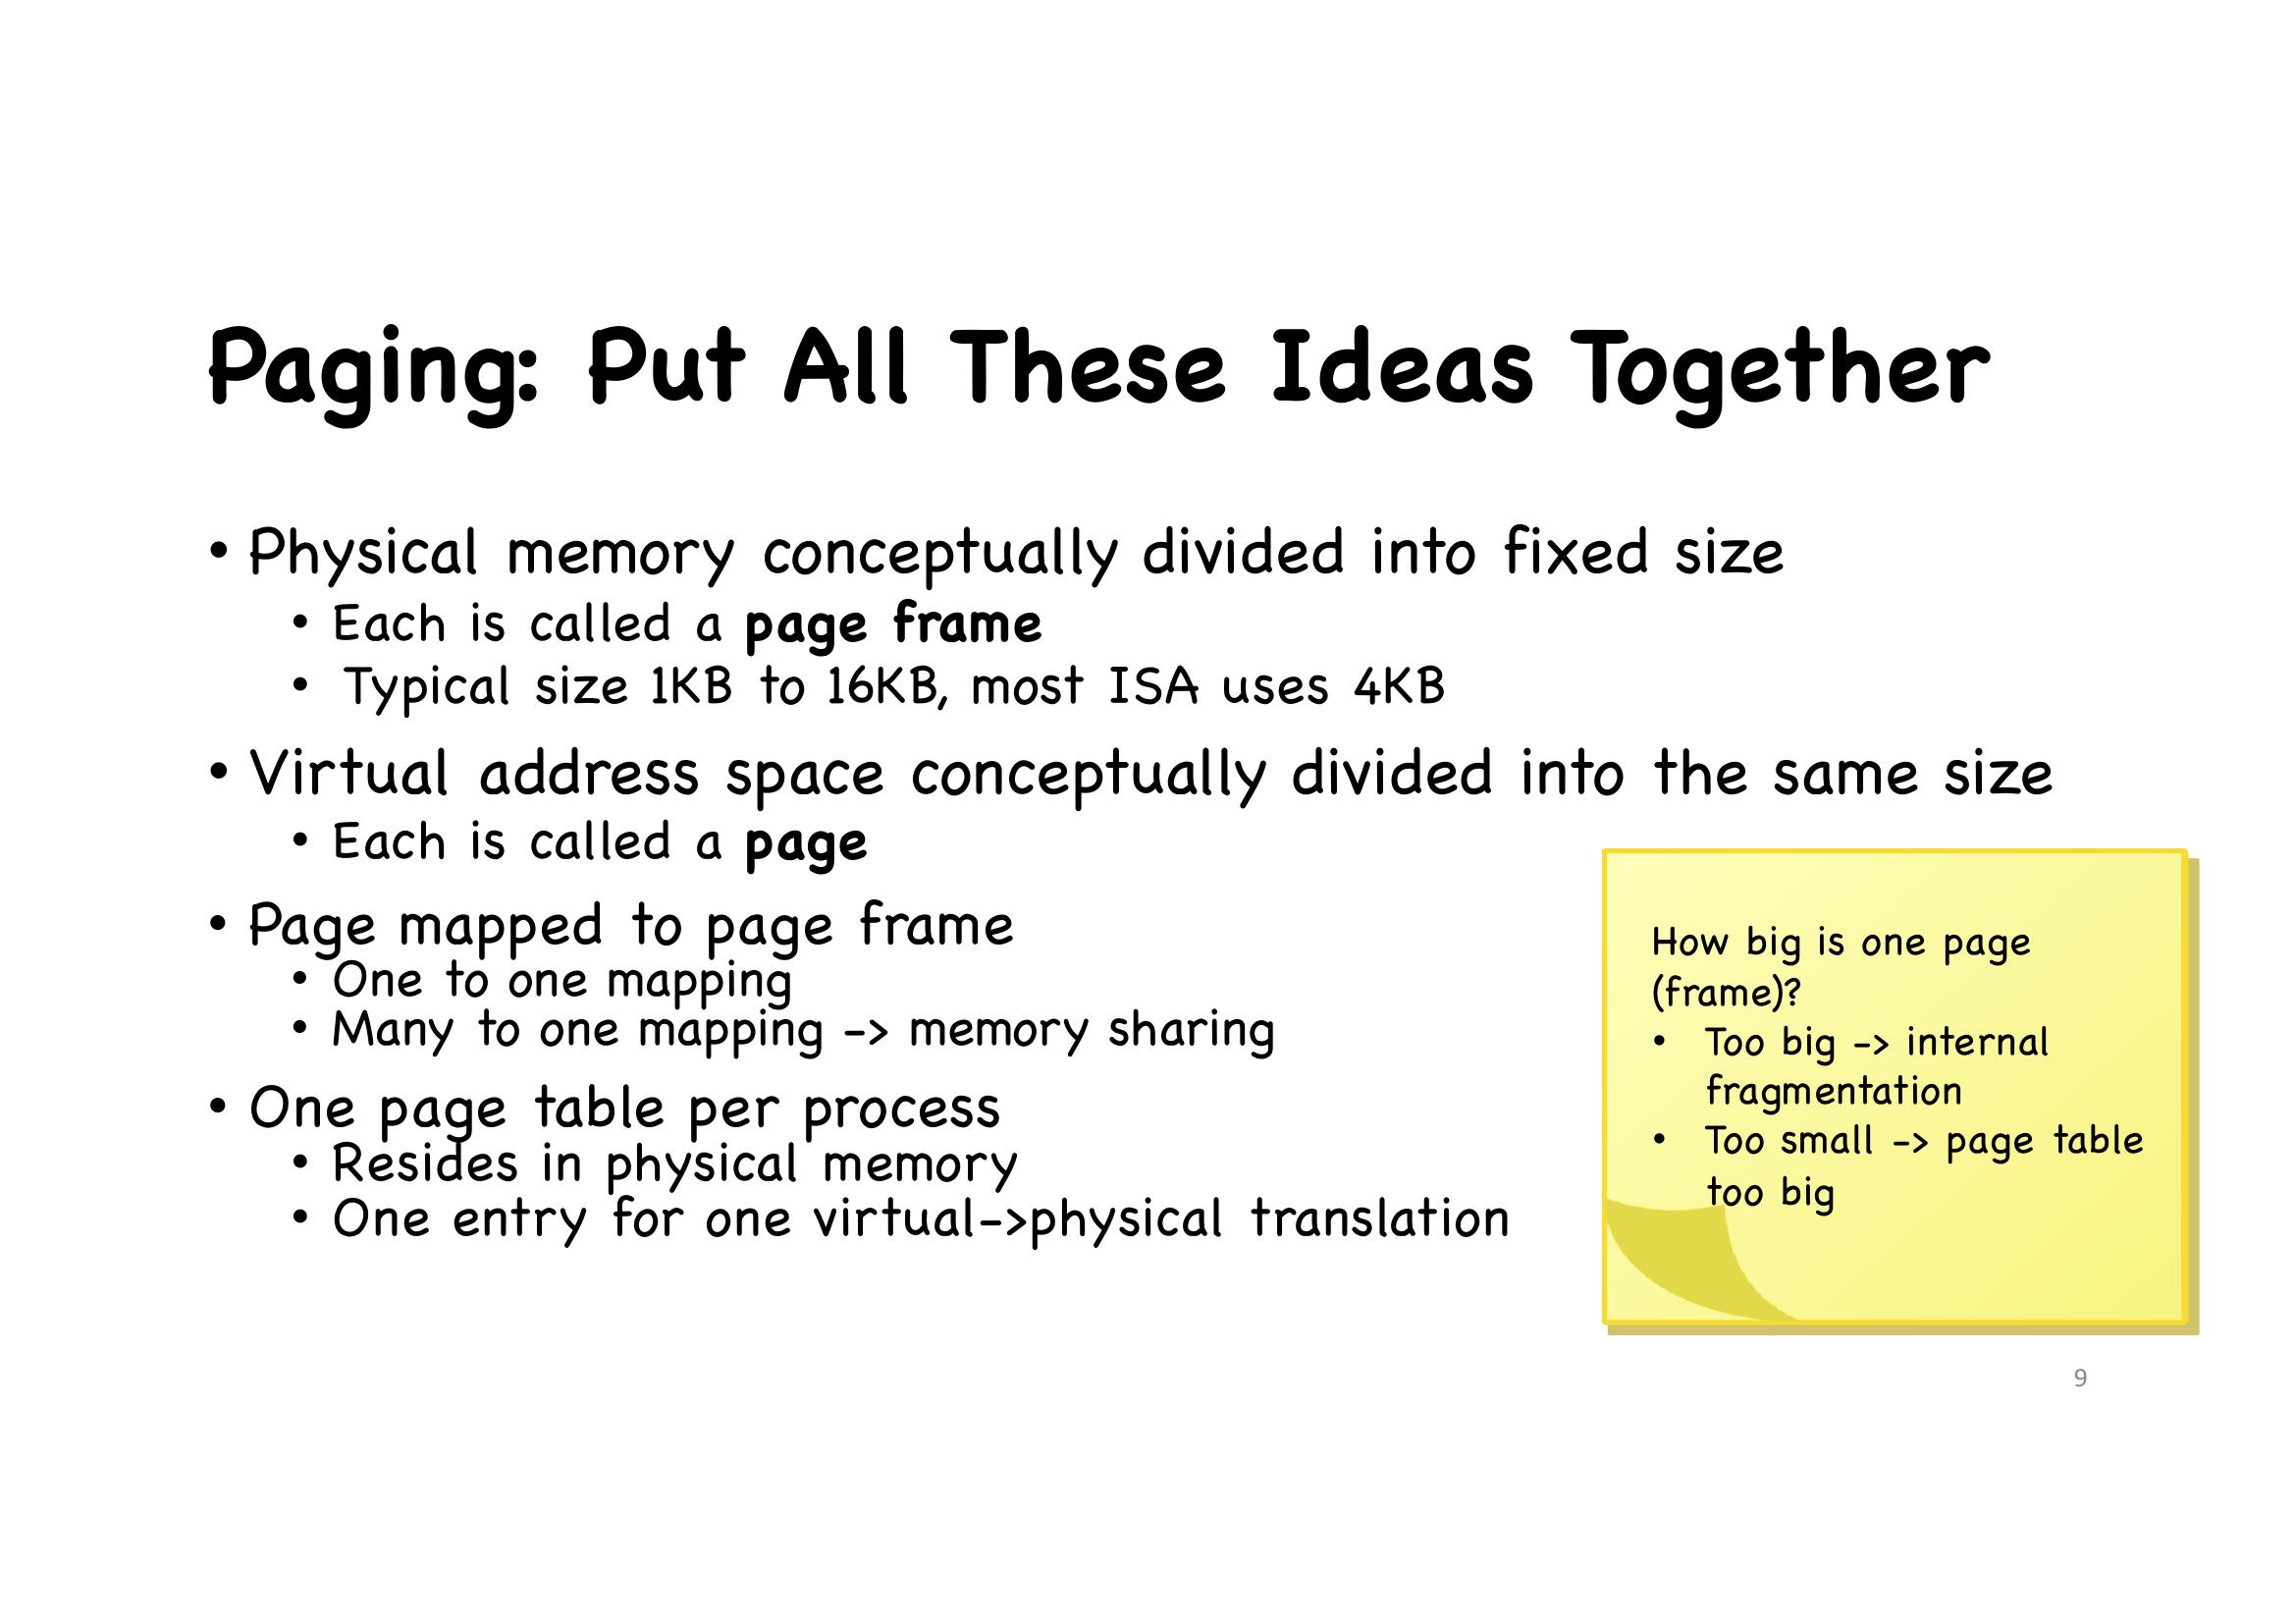 Paging: Put All These Ideas Together
• Physical memory conceptually divided into fixed size
• Each is called a page frame
• Typical size 1KB to 16KB, most ISA uses 4KB
• Virtual address space conceptually divided into the same size
• Each is called a page
• Page mapped to page frame
• One to one mapping
• Many to one mapping -> memory sharing
• One page table per process
• Resides in physical memory
• One entry for one virtual->physical translation
How big is one page
(frame)?
• Too big -> internal
fragmentation
• Too small -> page table
too big
9